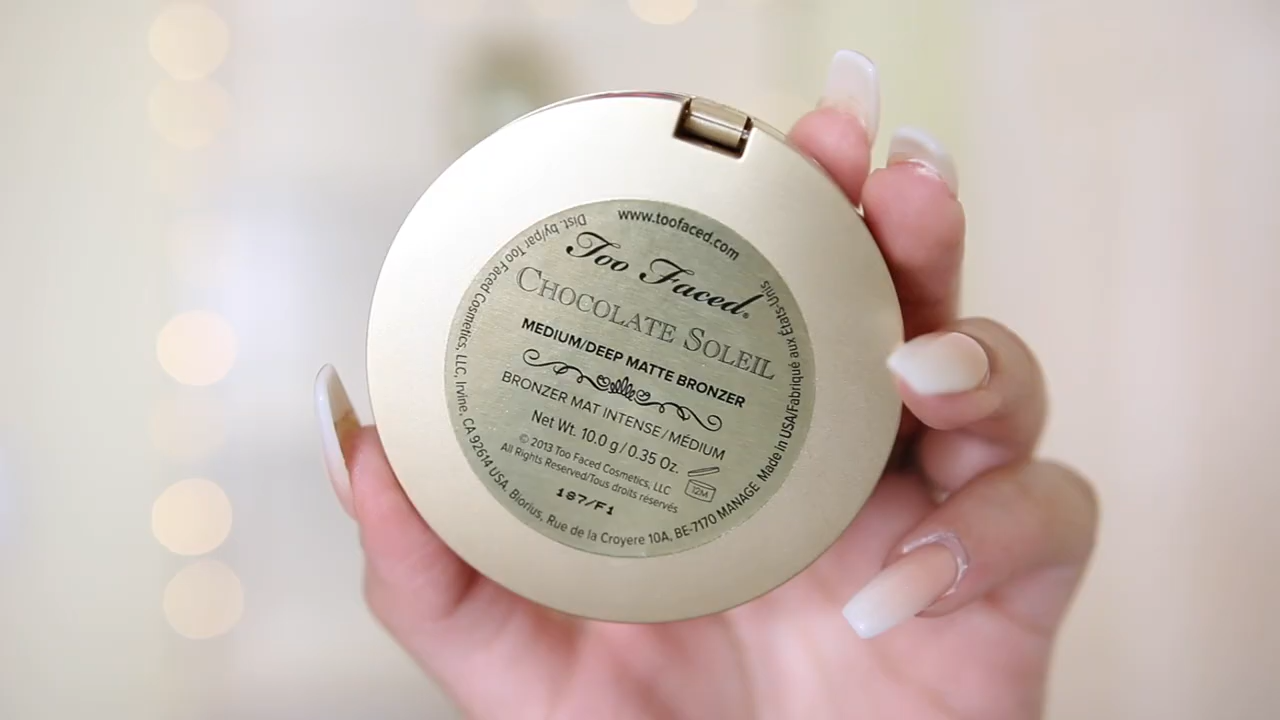 www.toofaced.com
Too Faced®
CHOCOLATE SOLEIL
MEDIUM/DEEP MATTE BRONZER
BRONZER MAT INTENSE/MÉDIUM
Net Wt. 10.0 g/0.35 Oz.
© 2013 Too Faced Cosmetics, LLC
All Rights Reserved/Tous droits réservés
12M
187/F1
Dist. by/par Too Faced Cosmetics, LLC, Irvine, CA 92614 USA. Biorius, Rue de la Croyere 10A, BE-7170 MANAGE Made in USA/Fabriqué aux États-Unis